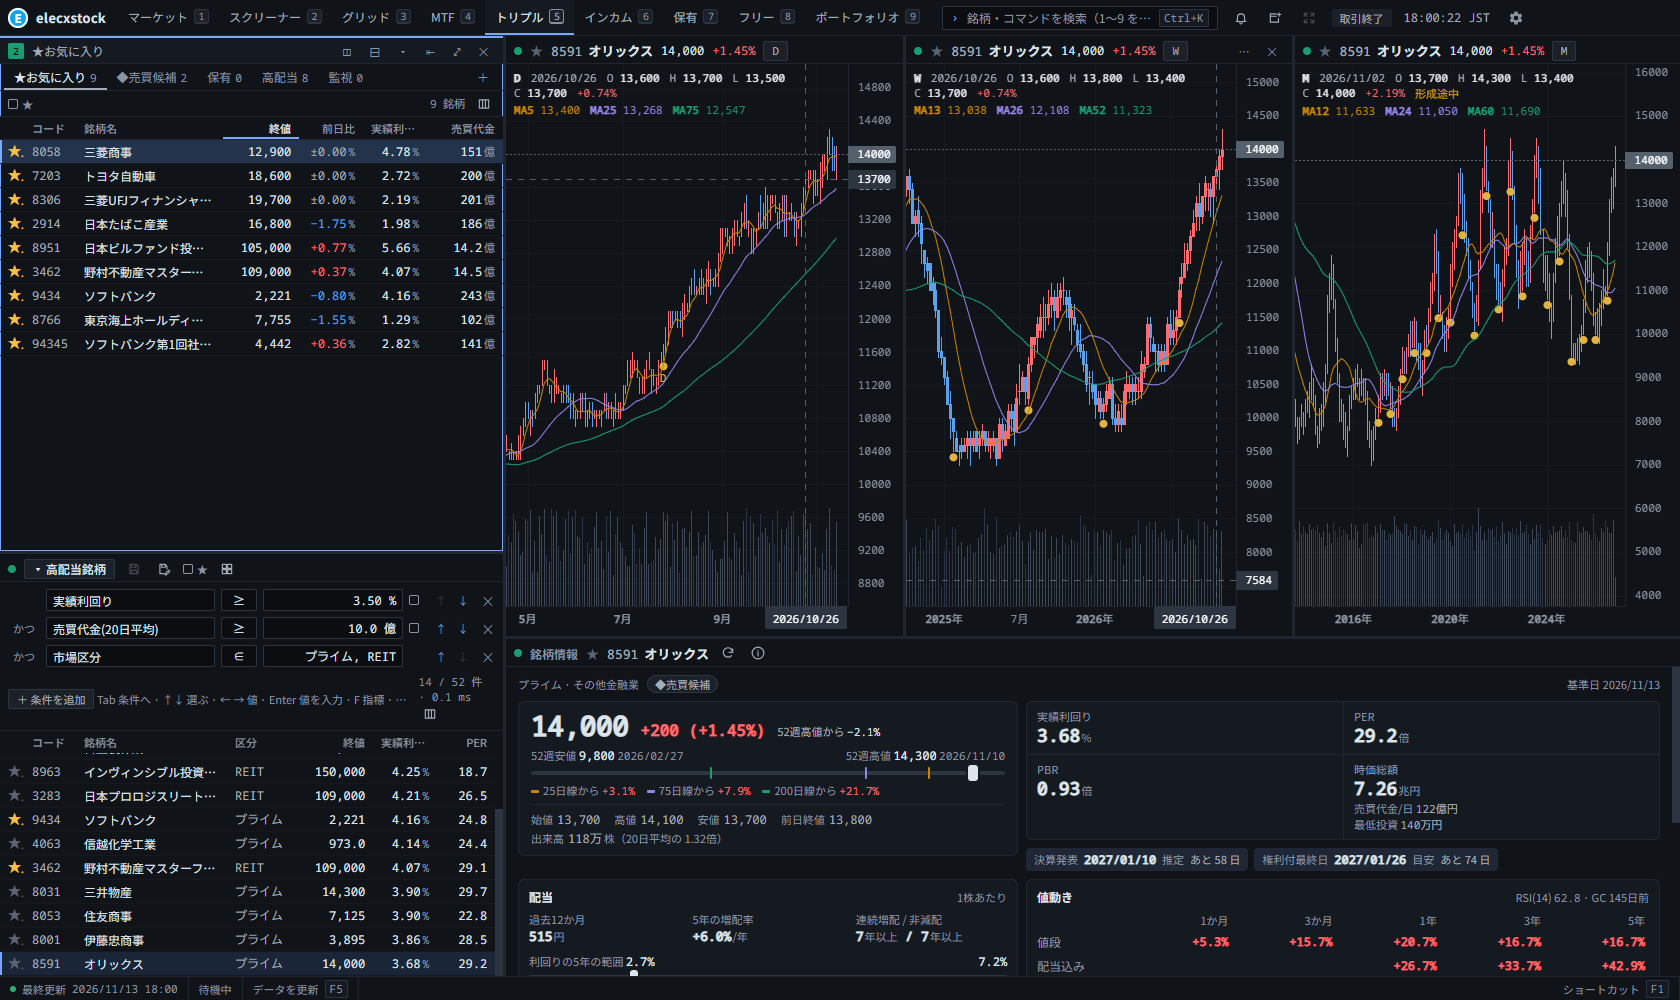 elecxstock マーケット 1 スクリーナー 2 グリッド 3 MTF 4 トリプル 5 インカム 6 保有 7 フリー 8 ポートフォリオ 9 › 銘柄・コマンドを検索（1〜9 を… Ctrl+K 取引終了 18:00:22 JST
2 ★お気に入り
★お気に入り 9 ◆売買候補 2 保有 0 高配当 8 監視 0 +
★ 9 銘柄
コード 銘柄名 終値 前日比 実績利… 売買代金
8058 三菱商事 12,900 ±0.00% 4.78% 151億
7203 トヨタ自動車 18,600 ±0.00% 2.72% 200億
8306 三菱UFJフィナンシャ… 19,700 ±0.00% 2.19% 201億
2914 日本たばこ産業 16,800 −1.75% 1.98% 186億
8951 日本ビルファンド投… 105,000 +0.77% 5.66% 14.2億
3462 野村不動産マスター… 109,000 +0.37% 4.07% 14.5億
9434 ソフトバンク 2,221 −0.80% 4.16% 243億
8766 東京海上ホールディ… 7,755 −1.55% 1.29% 102億
94345 ソフトバンク第1回社… 4,442 +0.36% 2.82% 141億
高配当銘柄 ★
実績利回り ≥ 3.50 %
かつ 売買代金(20日平均) ≥ 10.0 億
かつ 市場区分 ∈ プライム, REIT
＋条件を追加 Tab 条件へ · ↑↓ 選ぶ · ←→ 値 · Enter 値を入力 · F 指標 · …
14 / 52 件 · 0.1 ms
コード 銘柄名 区分 終値 実績利… PER
8963 インヴィンシブル投資… REIT 150,000 4.25% 18.7
3283 日本プロロジスリート… REIT 109,000 4.21% 26.5
9434 ソフトバンク プライム 2,221 4.16% 24.8
4063 信越化学工業 プライム 973.0 4.14% 24.4
3462 野村不動産マスターフ… REIT 109,000 4.07% 29.1
8031 三井物産 プライム 14,300 3.90% 29.7
8053 住友商事 プライム 7,125 3.90% 22.8
8001 伊藤忠商事 プライム 3,895 3.86% 28.5
8591 オリックス プライム 14,000 3.68% 29.2
★ 8591 オリックス 14,000 +1.45% D
D 2026/10/26 O 13,600 H 13,700 L 13,500
C 13,700 +0.74%
MA5 13,400 MA25 13,268 MA75 12,547
14800
14400
14000
13700
13200
12800
12400
12000
11600
11200
10800
10400
10000
9600
9200
8800
5月 7月 9月 2026/10/26
★ 8591 オリックス 14,000 +1.45% W
W 2026/10/26 O 13,600 H 13,800 L 13,400
C 13,700 +0.74%
MA13 13,038 MA26 12,108 MA52 11,323
15000
14500
14000
13500
13000
12500
12000
11500
11000
10500
10000
9500
9000
8500
8000
7584
2025年 7月 2026年 2026/10/26
★ 8591 オリックス 14,000 +1.45% M
M 2026/11/02 O 13,700 H 14,300 L 13,400
C 14,000 +2.19% 形成途中
MA12 11,633 MA24 11,050 MA60 11,690
16000
15000
14000
13000
12000
11000
10000
9000
8000
7000
6000
5000
4000
2016年 2020年 2024年
銘柄情報 ★ 8591 オリックス
プライム · その他金融業 ◆売買候補 基準日 2026/11/13
14,000 +200 (+1.45%) 52週高値から −2.1%
52週安値 9,800 2026/02/27 52週高値 14,300 2026/11/10
25日線から +3.1% 75日線から +7.9% 200日線から +21.7%
始値 13,700 高値 14,100 安値 13,700 前日終値 13,800
出来高 118万株（20日平均の 1.32倍）
実績利回り
3.68%
PER
29.2倍
PBR
0.93倍
時価総額
7.26兆円
売買代金/日 122億円
最低投資 140万円
決算発表 2027/01/10 推定 あと 58 日 権利付最終日 2027/01/26 目安 あと 74 日
配当 1株あたり
過去12か月 5年の増配率 連続増配 / 非減配
515円 +6.0%/年 7年以上 / 7年以上
利回りの5年の範囲 2.7% 7.2%
値動き RSI(14) 62.8 · GC 145日前
1か月 3か月 1年 3年 5年
値段 +5.3% +15.7% +20.7% +16.7% +16.7%
配当込み +26.7% +33.7% +42.9%
最終更新 2026/11/13 18:00 待機中 データを更新 F5 ショートカット F1